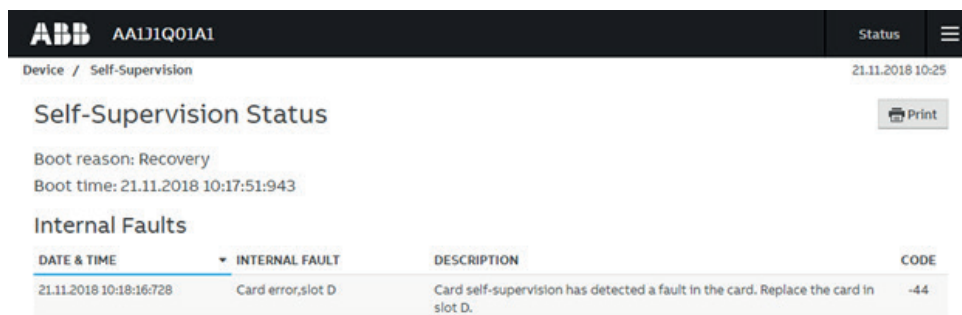 ABB AA1J1Q01A1 Status
Device / Self-Supervision 21.11.2018 10:25
Self-Supervision Status Print
Boot reason: Recovery
Boot time: 21.11.2018 10:17:51:943
Internal Faults
DATE & TIME INTERNAL FAULT DESCRIPTION CODE
21.11.2018 10:18:16:728 Card error,slot D Card self-supervision has detected a fault in the card. Replace the card in -44
slot D.